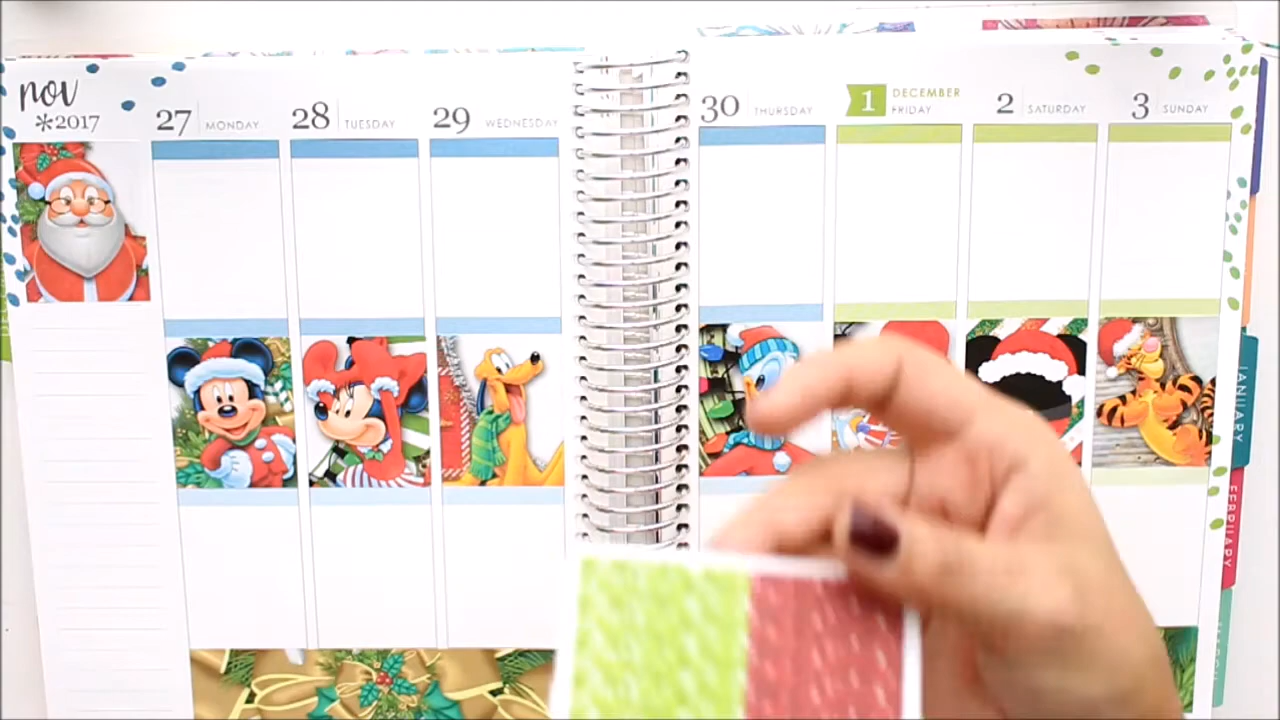 nov
*2017
27 MONDAY
28 TUESDAY
29 WEDNESDAY
30 THURSDAY
1 DECEMBER
FRIDAY
2 SATURDAY
3 SUNDAY
JANUARY
FEBRUARY